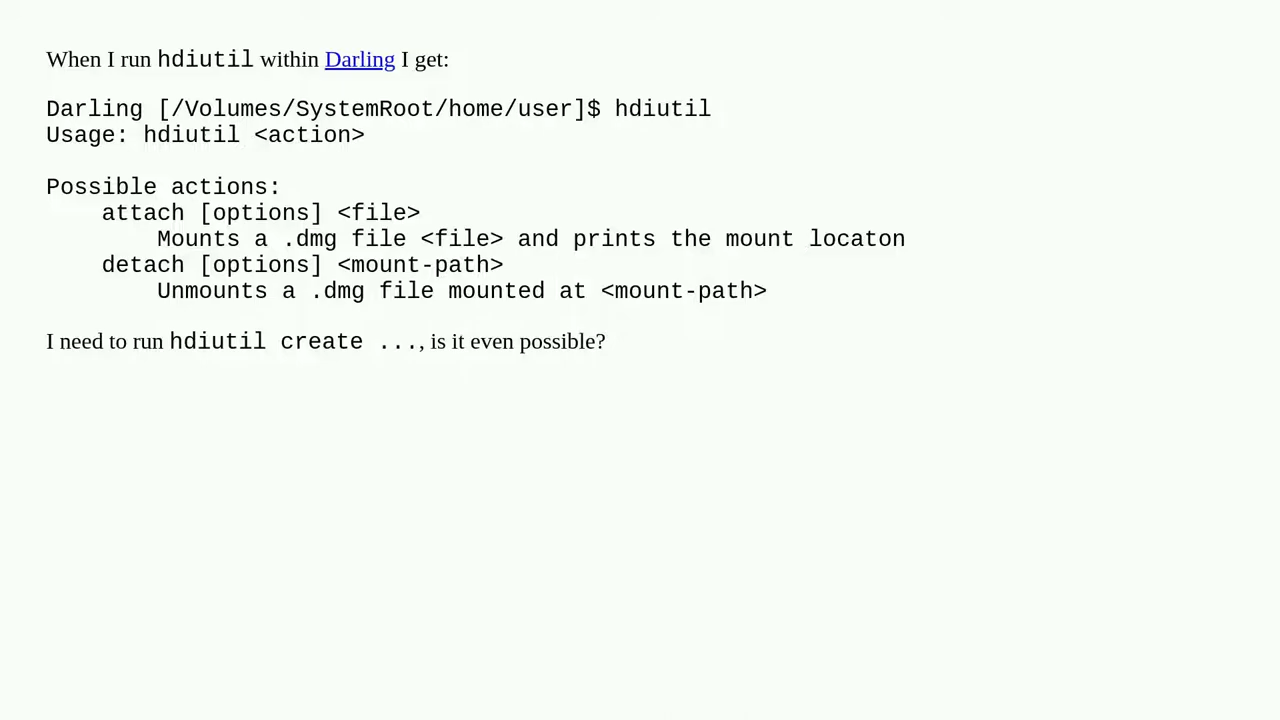 When I run hdiutil within Darling I get:
Darling [/Volumes/SystemRoot/home/user]$ hdiutil
Usage: hdiutil <action>
Possible actions:
    attach [options] <file>
        Mounts a .dmg file <file> and prints the mount locaton
    detach [options] <mount-path>
        Unmounts a .dmg file mounted at <mount-path>
I need to run hdiutil create ..., is it even possible?